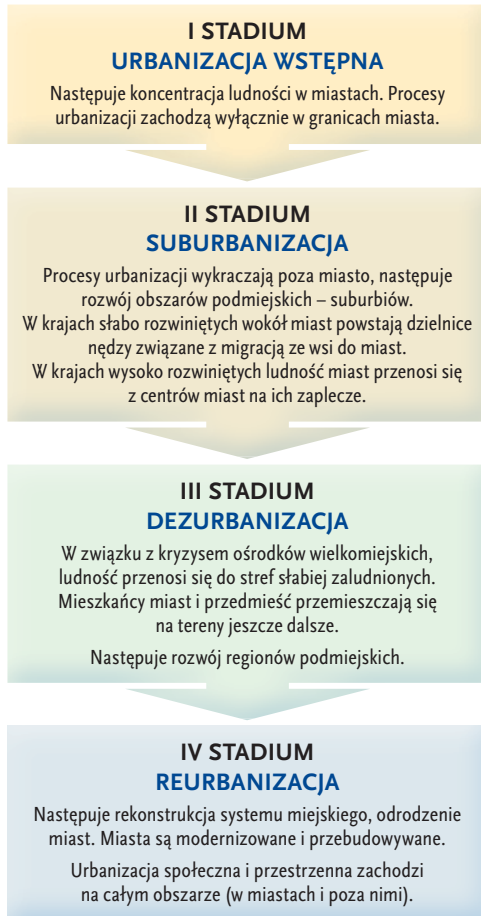 I STADIUM
URBANIZACJA WSTĘPNA
Następuje koncentracja ludności w miastach. Procesy
urbanizacji zachodzą wyłącznie w granicach miasta.
II STADIUM
SUBURBANIZACJA
Procesy urbanizacji wykraczają poza miasto, następuje
rozwój obszarów podmiejskich – suburbiów.
W krajach słabo rozwiniętych wokół miast powstają dzielnice
nędzy związane z migracją ze wsi do miast.
W krajach wysoko rozwiniętych ludność miast przenosi się
z centrów miast na ich zaplecze.
III STADIUM
DEZURBANIZACJA
W związku z kryzysem ośrodków wielkomiejskich,
ludność przenosi się do stref słabiej zaludnionych.
Mieszkańcy miast i przedmieść przemieszczają się
na tereny jeszcze dalsze.
Następuje rozwój regionów podmiejskich.
IV STADIUM
REURBANIZACJA
Następuje rekonstrukcja systemu miejskiego, odrodzenie
miast. Miasta są modernizowane i przebudowywane.
Urbanizacja społeczna i przestrzenna zachodzi
na całym obszarze (w miastach i poza nimi).